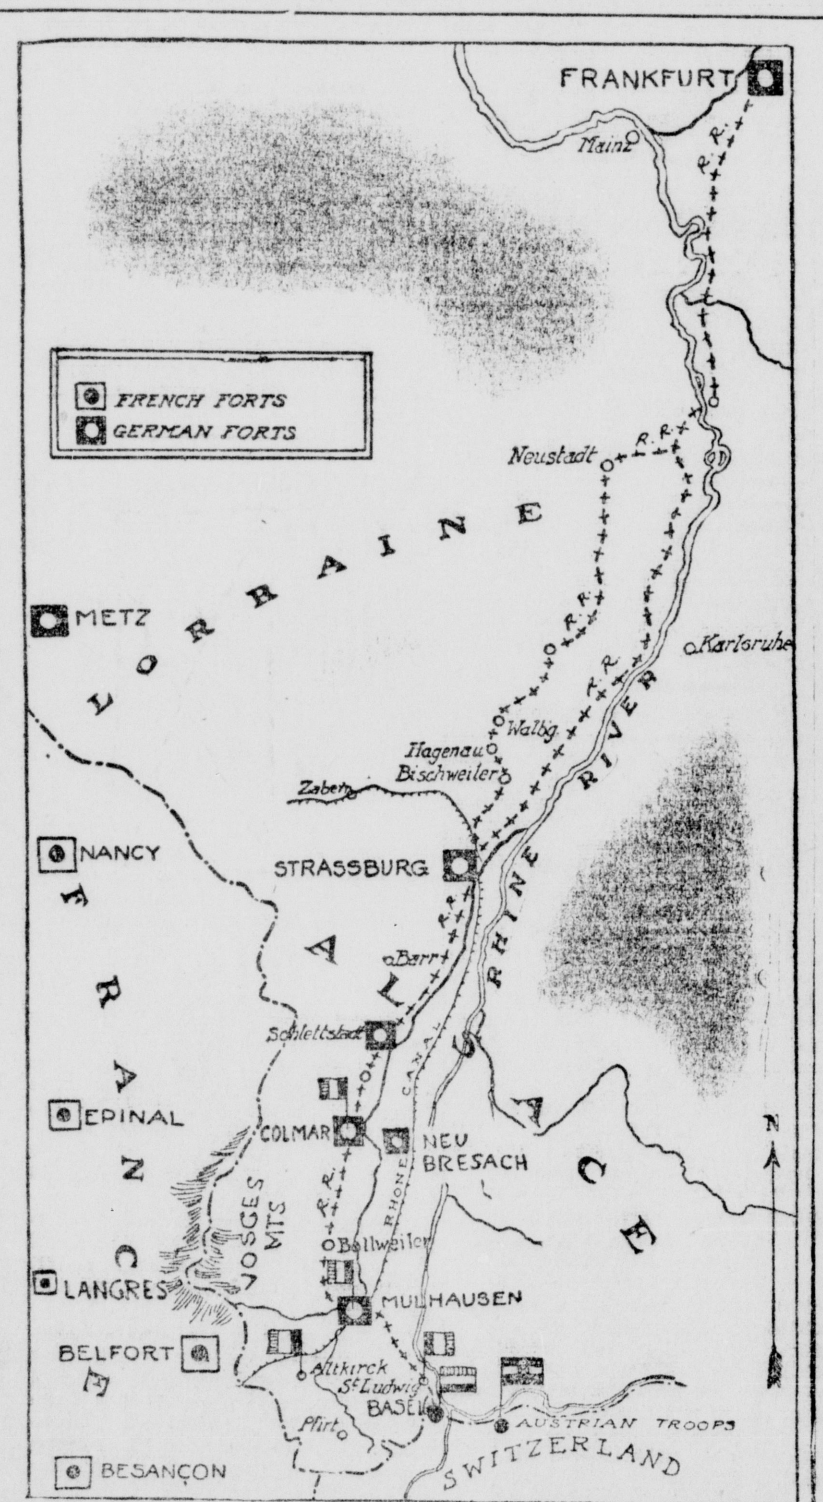 FRANKFURT
Mainz
R. R.
FRENCH FORTS
GERMAN FORTS
Neustadt
R. R.
LORRAINE
METZ
R. R.
Karlsruhe
R. R.
Walbg.
Hagenau
Bischweiler
Zabern
RHINE RIVER
NANCY
STRASSBURG
FRANCE
R. R.
ALSACE
Barr
Schlettstadt
RHONE CANAL
EPINAL
COLMAR
NEU
BRESACH
N
VOSGES
MTS
R. R.
Bollweiler
LANGRES
MULHAUSEN
BELFORT
Altkirck
St Ludwig
BASEL
AUSTRIAN TROOPS
Pfirt
SWITZERLAND
BESANÇON